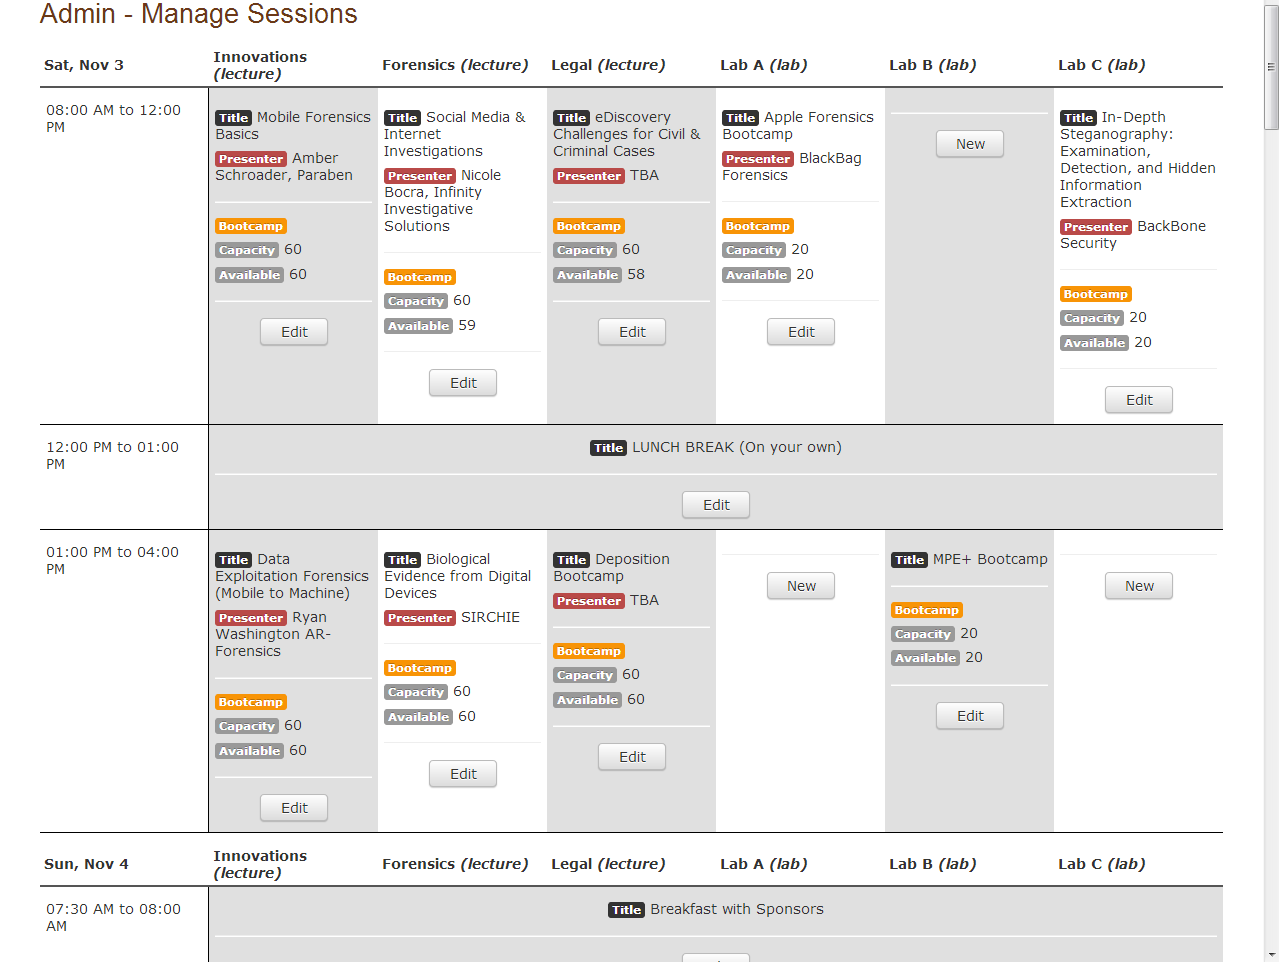 Admin - Manage Sessions
Sat, Nov 3
Innovations
(lecture)
Forensics (lecture)
Legal (lecture)
Lab A (lab)
Lab B (lab)
Lab C (lab)
08:00 AM to 12:00
PM
Title Mobile Forensics
Basics
Presenter Amber
Schroader, Paraben
Bootcamp
Capacity 60
Available 60
Edit
Title Social Media &
Internet
Investigations
Presenter Nicole
Bocra, Infinity
Investigative
Solutions
Bootcamp
Capacity 60
Available 59
Edit
Title eDiscovery
Challenges for Civil &
Criminal Cases
Presenter TBA
Bootcamp
Capacity 60
Available 58
Edit
Title Apple Forensics
Bootcamp
Presenter BlackBag
Forensics
Bootcamp
Capacity 20
Available 20
Edit
New
Title In-Depth
Steganography:
Examination,
Detection, and Hidden
Information
Extraction
Presenter BackBone
Security
Bootcamp
Capacity 20
Available 20
Edit
12:00 PM to 01:00
PM
Title LUNCH BREAK (On your own)
Edit
01:00 PM to 04:00
PM
Title Data
Exploitation Forensics
(Mobile to Machine)
Presenter Ryan
Washington AR-
Forensics
Bootcamp
Capacity 60
Available 60
Edit
Title Biological
Evidence from Digital
Devices
Presenter SIRCHIE
Bootcamp
Capacity 60
Available 60
Edit
Title Deposition
Bootcamp
Presenter TBA
Bootcamp
Capacity 60
Available 60
Edit
New
Title MPE+ Bootcamp
Bootcamp
Capacity 20
Available 20
Edit
New
Sun, Nov 4
Innovations
(lecture)
Forensics (lecture)
Legal (lecture)
Lab A (lab)
Lab B (lab)
Lab C (lab)
07:30 AM to 08:00
AM
Title Breakfast with Sponsors